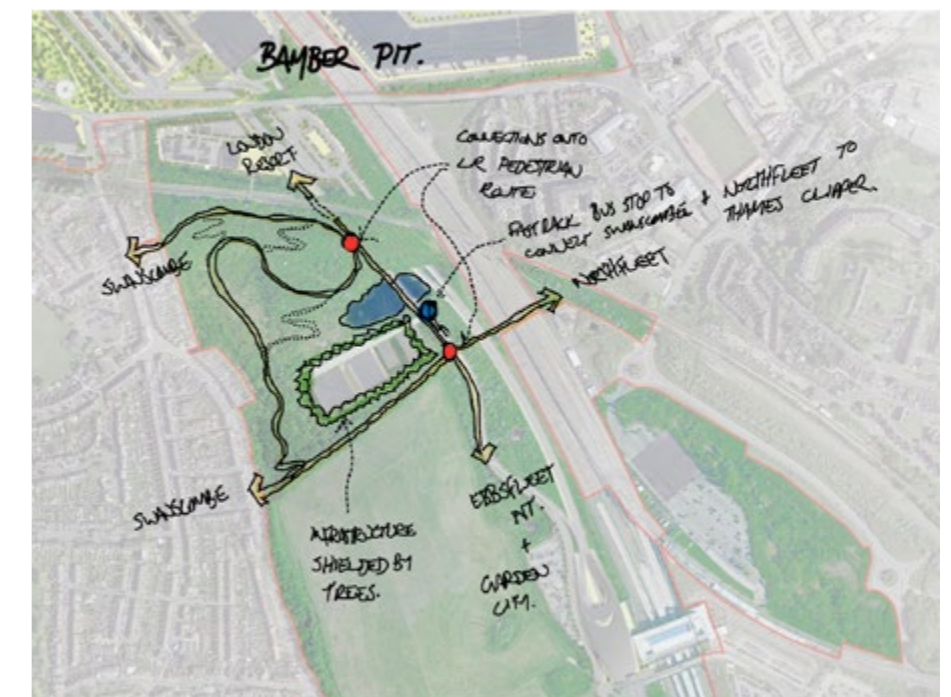 BAMBER PIT.
LONDON
RESORT
CONNECTIONS ONTO
LR PEDESTRIAN
ROUTE
FASTRACK BUS STOP TO
CONNECT SWANSCOMBE & NORTHFLEET TO
THAMES CLIPPER.
SWANSCOMBE
NORTHFLEET
SWANSCOMBE
INFRASTRUCTURE
SHIELDED BY
TREES.
EBBSFLEET
INT.
+
GARDEN
CITY.